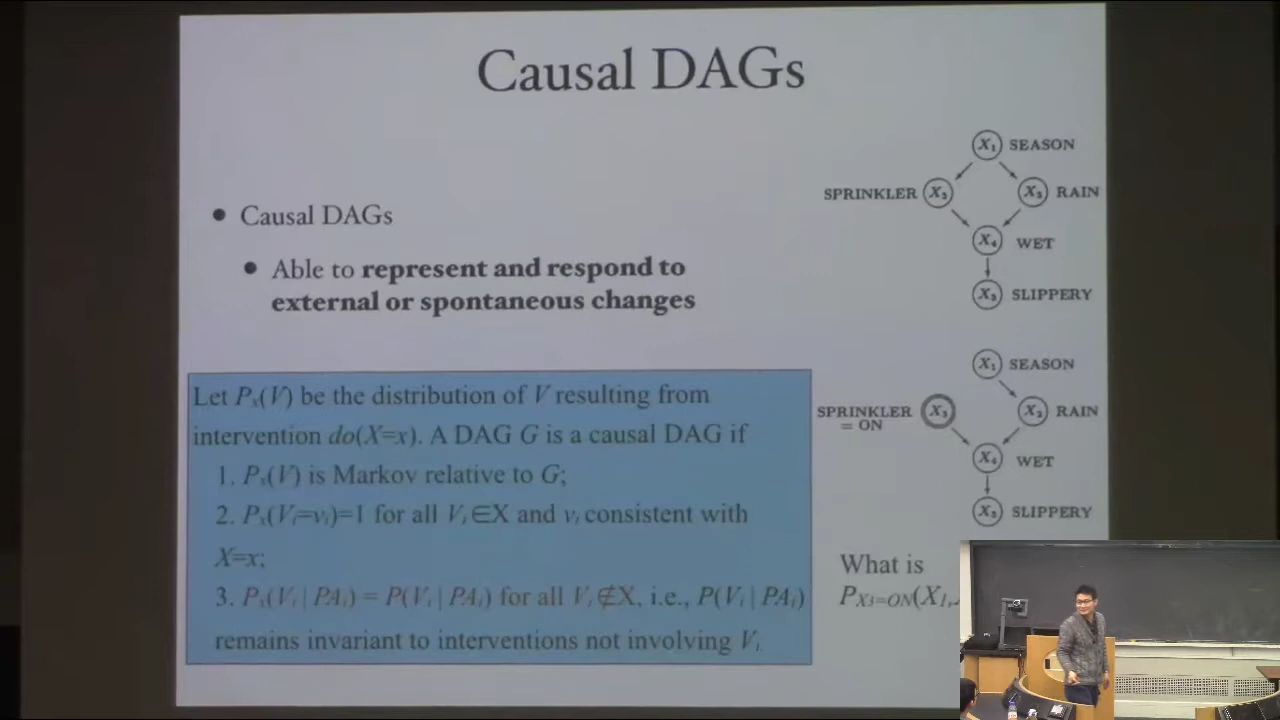 Causal DAGs
• Causal DAGs
• Able to represent and respond to
external or spontaneous changes
Let Pₓ(V) be the distribution of V resulting from
intervention do(X=x). A DAG G is a causal DAG if
1. Pₓ(V) is Markov relative to G;
2. Pₓ(Vᵢ=vᵢ)=1 for all Vᵢ∈X and vᵢ consistent with
X=x;
3. Pₓ(Vᵢ | PAᵢ) = P(Vᵢ | PAᵢ) for all Vᵢ∉X, i.e., P(Vᵢ | PAᵢ)
remains invariant to interventions not involving Vᵢ.
X₁ SEASON
SPRINKLER X₃ X₂ RAIN
X₄ WET
X₅ SLIPPERY
X₁ SEASON
SPRINKLER X₃ X₂ RAIN
= ON
X₄ WET
X₅ SLIPPERY
What is
P_X3=ON(X₁,